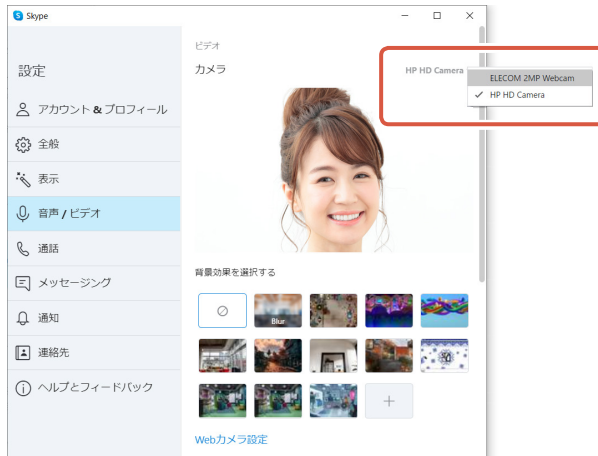 Skype
ビデオ
設定
カメラ
HP HD Camera
ELECOM 2MP Webcam
HP HD Camera
アカウント & プロフィール
全般
表示
音声 / ビデオ
通話
背景効果を選択する
メッセージング
Blur
通知
連絡先
ヘルプとフィードバック
Webカメラ設定